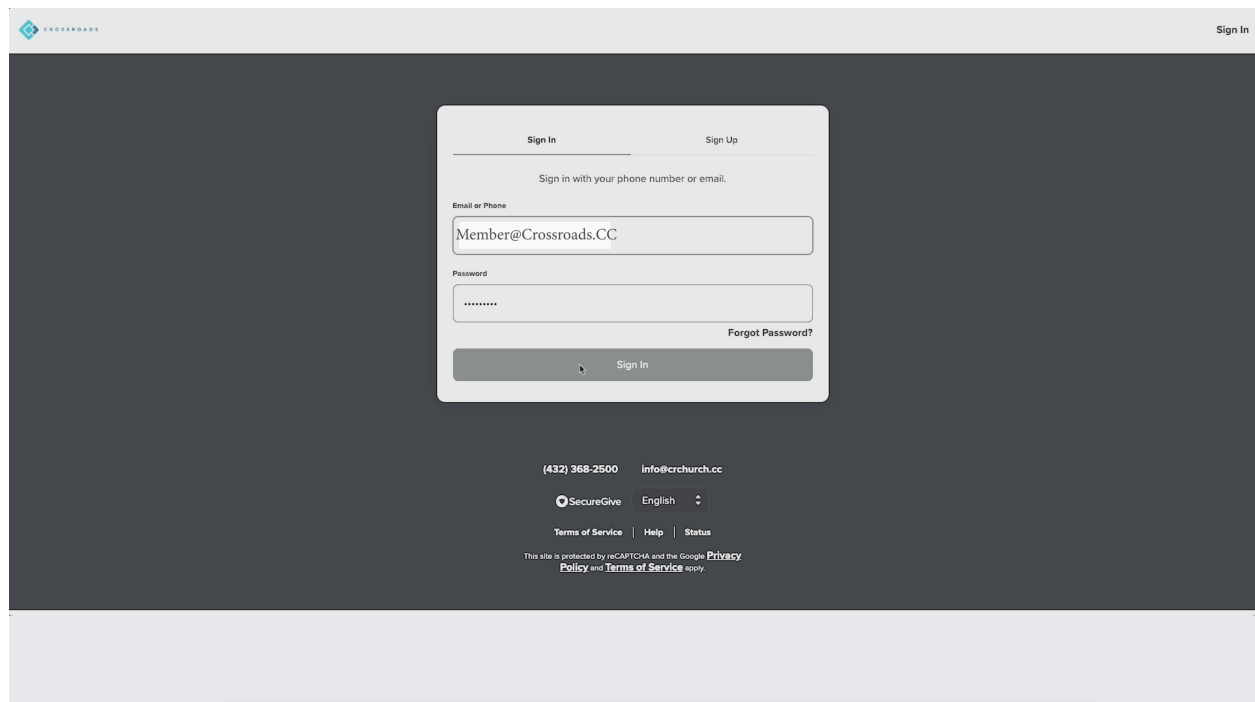 CROSSROADS
Sign In
Sign In Sign Up
Sign in with your phone number or email.
Email or Phone
Member@Crossroads.CC
Password
•••••••••
Forgot Password?
Sign In
(432) 368-2500 info@crchurch.cc
SecureGive English
Terms of Service | Help | Status
This site is protected by reCAPTCHA and the Google Privacy
Policy and Terms of Service apply.